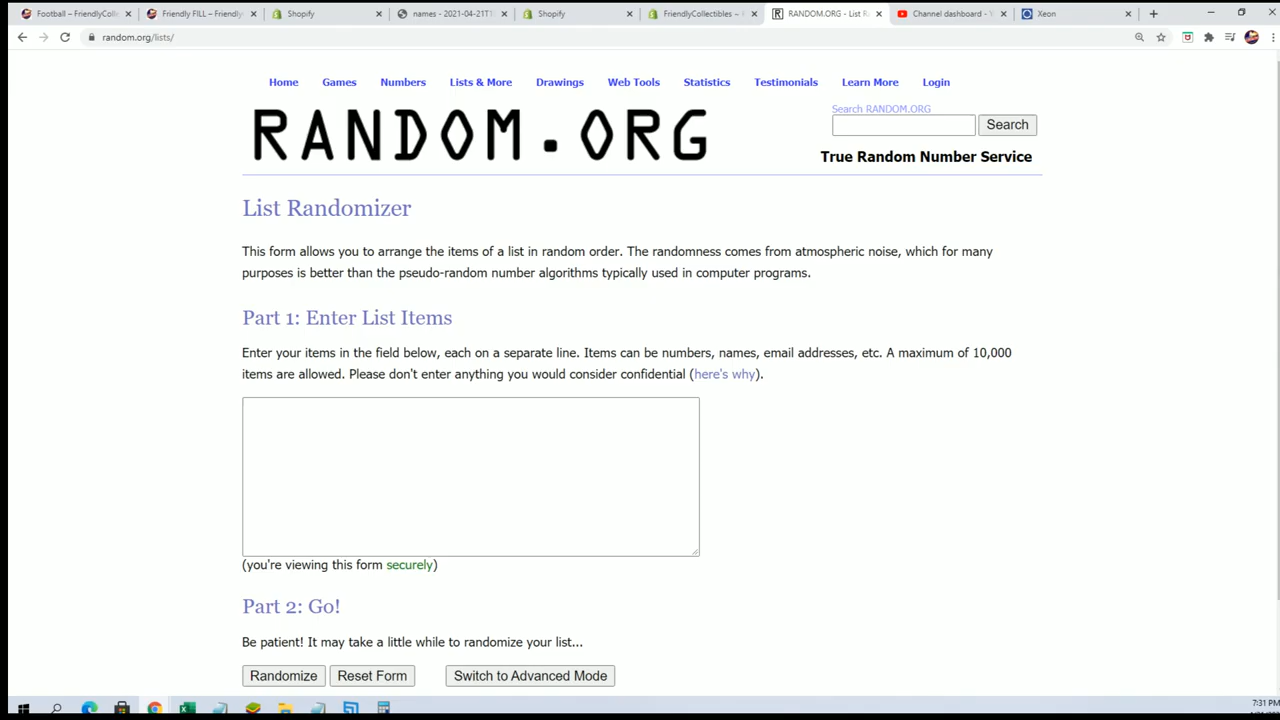 Football – FriendlyColl
Friendly FILL – Friendly
Shopify
names - 2021-04-21T1
Shopify
FriendlyCollectibles –
RANDOM.ORG - List R
Channel dashboard - Y
Xeon
random.org/lists/
Home Games Numbers Lists & More Drawings Web Tools Statistics Testimonials Learn More Login
RANDOM.ORG
Search RANDOM.ORG
Search
True Random Number Service
List Randomizer
This form allows you to arrange the items of a list in random order. The randomness comes from atmospheric noise, which for many
purposes is better than the pseudo-random number algorithms typically used in computer programs.
Part 1: Enter List Items
Enter your items in the field below, each on a separate line. Items can be numbers, names, email addresses, etc. A maximum of 10,000
items are allowed. Please don't enter anything you would consider confidential (here's why).
(you're viewing this form securely)
Part 2: Go!
Be patient! It may take a little while to randomize your list...
Randomize Reset Form Switch to Advanced Mode
7:31 PM